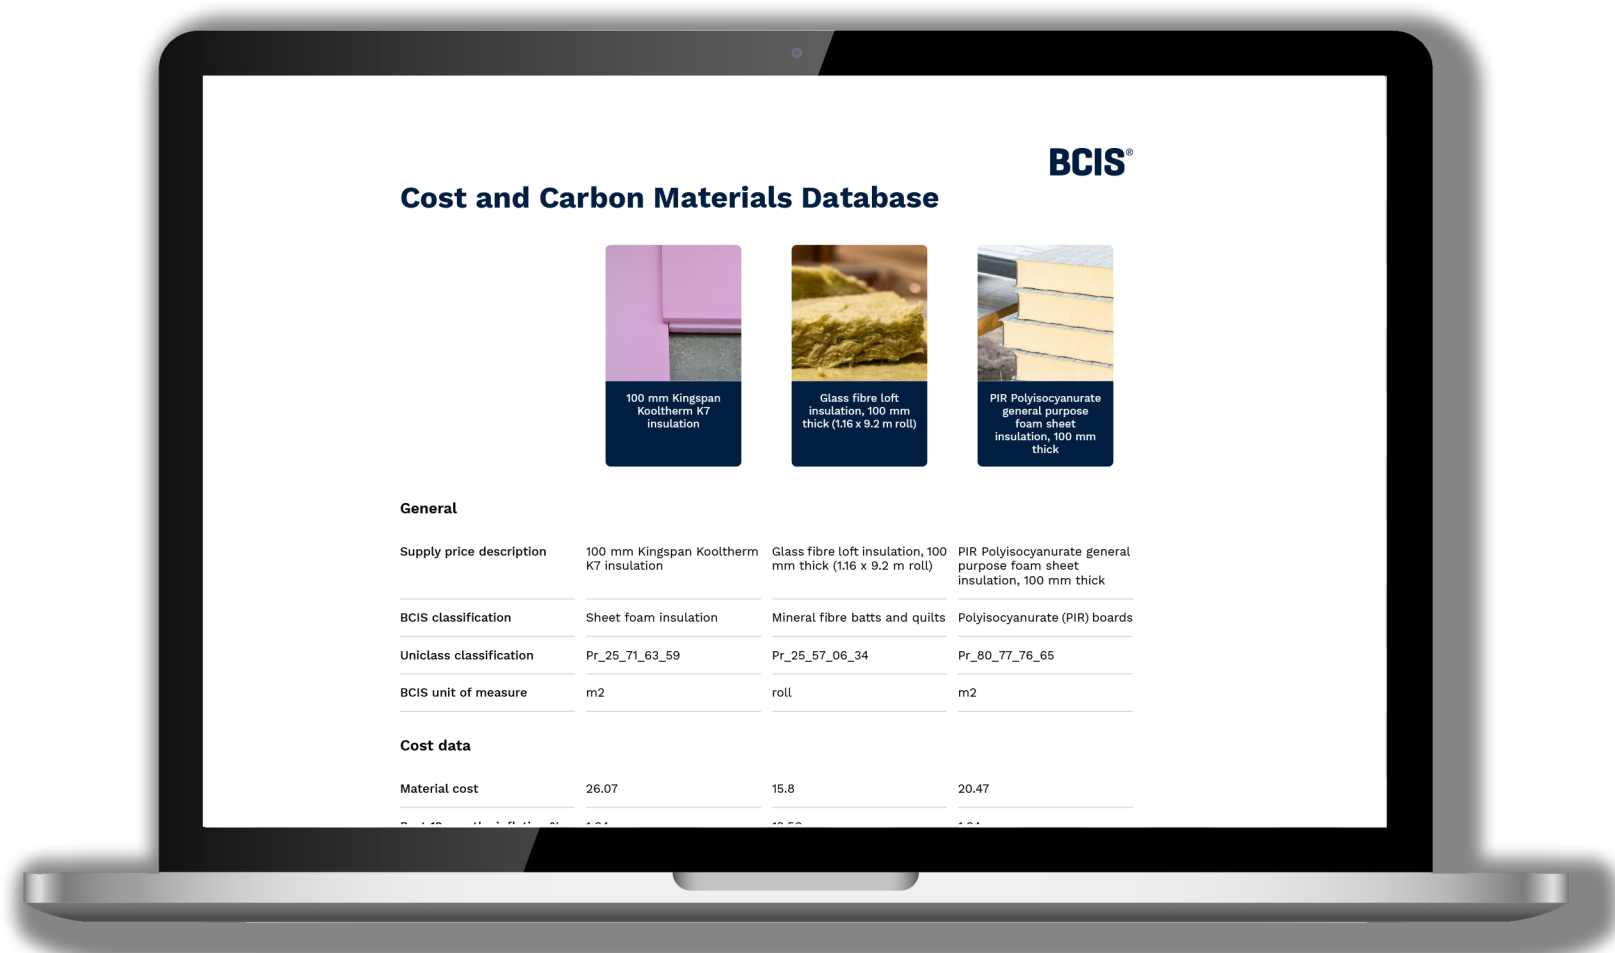 BCIS®
Cost and Carbon Materials Database
100 mm Kingspan
Kooltherm K7
insulation
Glass fibre loft
insulation, 100 mm
thick (1.16 x 9.2 m roll)
PIR Polyisocyanurate
general purpose
foam sheet
insulation, 100 mm
thick
General
Supply price description
100 mm Kingspan Kooltherm
K7 insulation
Glass fibre loft insulation, 100
mm thick (1.16 x 9.2 m roll)
PIR Polyisocyanurate general
purpose foam sheet
insulation, 100 mm thick
BCIS classification
Sheet foam insulation
Mineral fibre batts and quilts
Polyisocyanurate (PIR) boards
Uniclass classification
Pr_25_71_63_59
Pr_25_57_06_34
Pr_80_77_76_65
BCIS unit of measure
m2
roll
m2
Cost data
Material cost
26.07
15.8
20.47